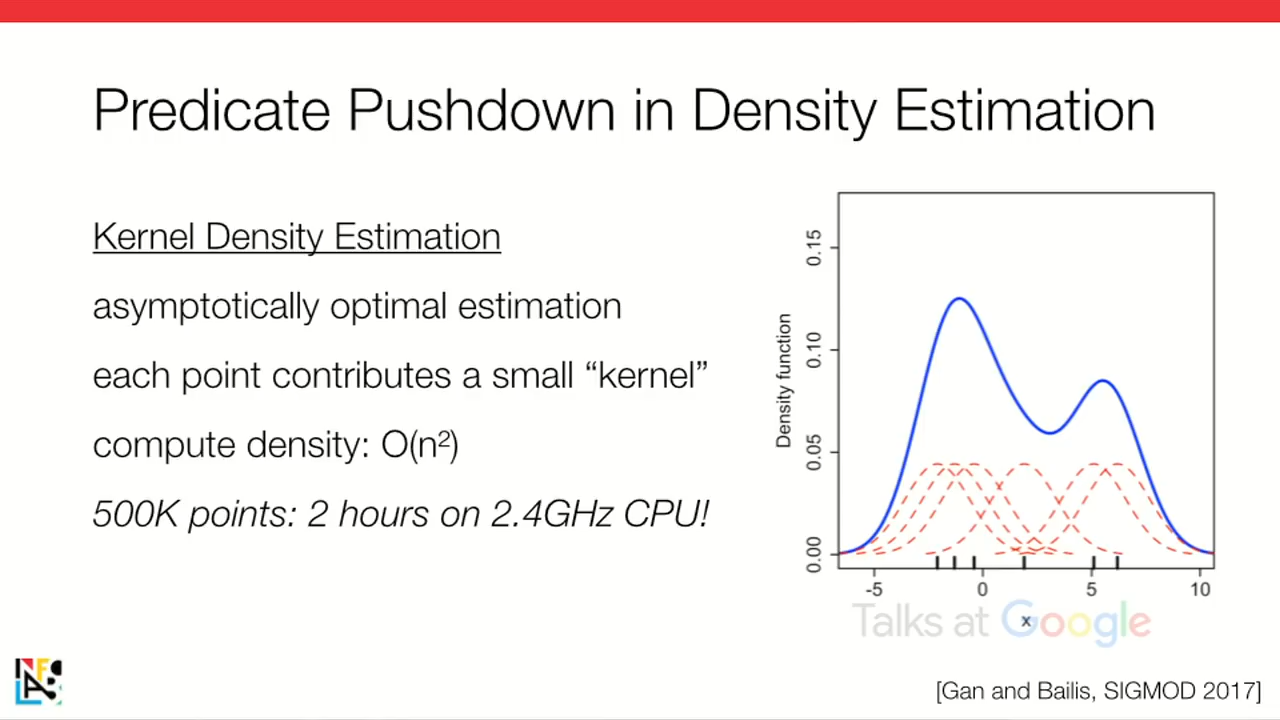 Predicate Pushdown in Density Estimation
Kernel Density Estimation
asymptotically optimal estimation
each point contributes a small “kernel”
compute density: O(n²)
500K points: 2 hours on 2.4GHz CPU!
Density function
0.15
0.10
0.05
0.00
-5 0 5 10
x
Talks at Google
INFO LABS
[Gan and Bailis, SIGMOD 2017]